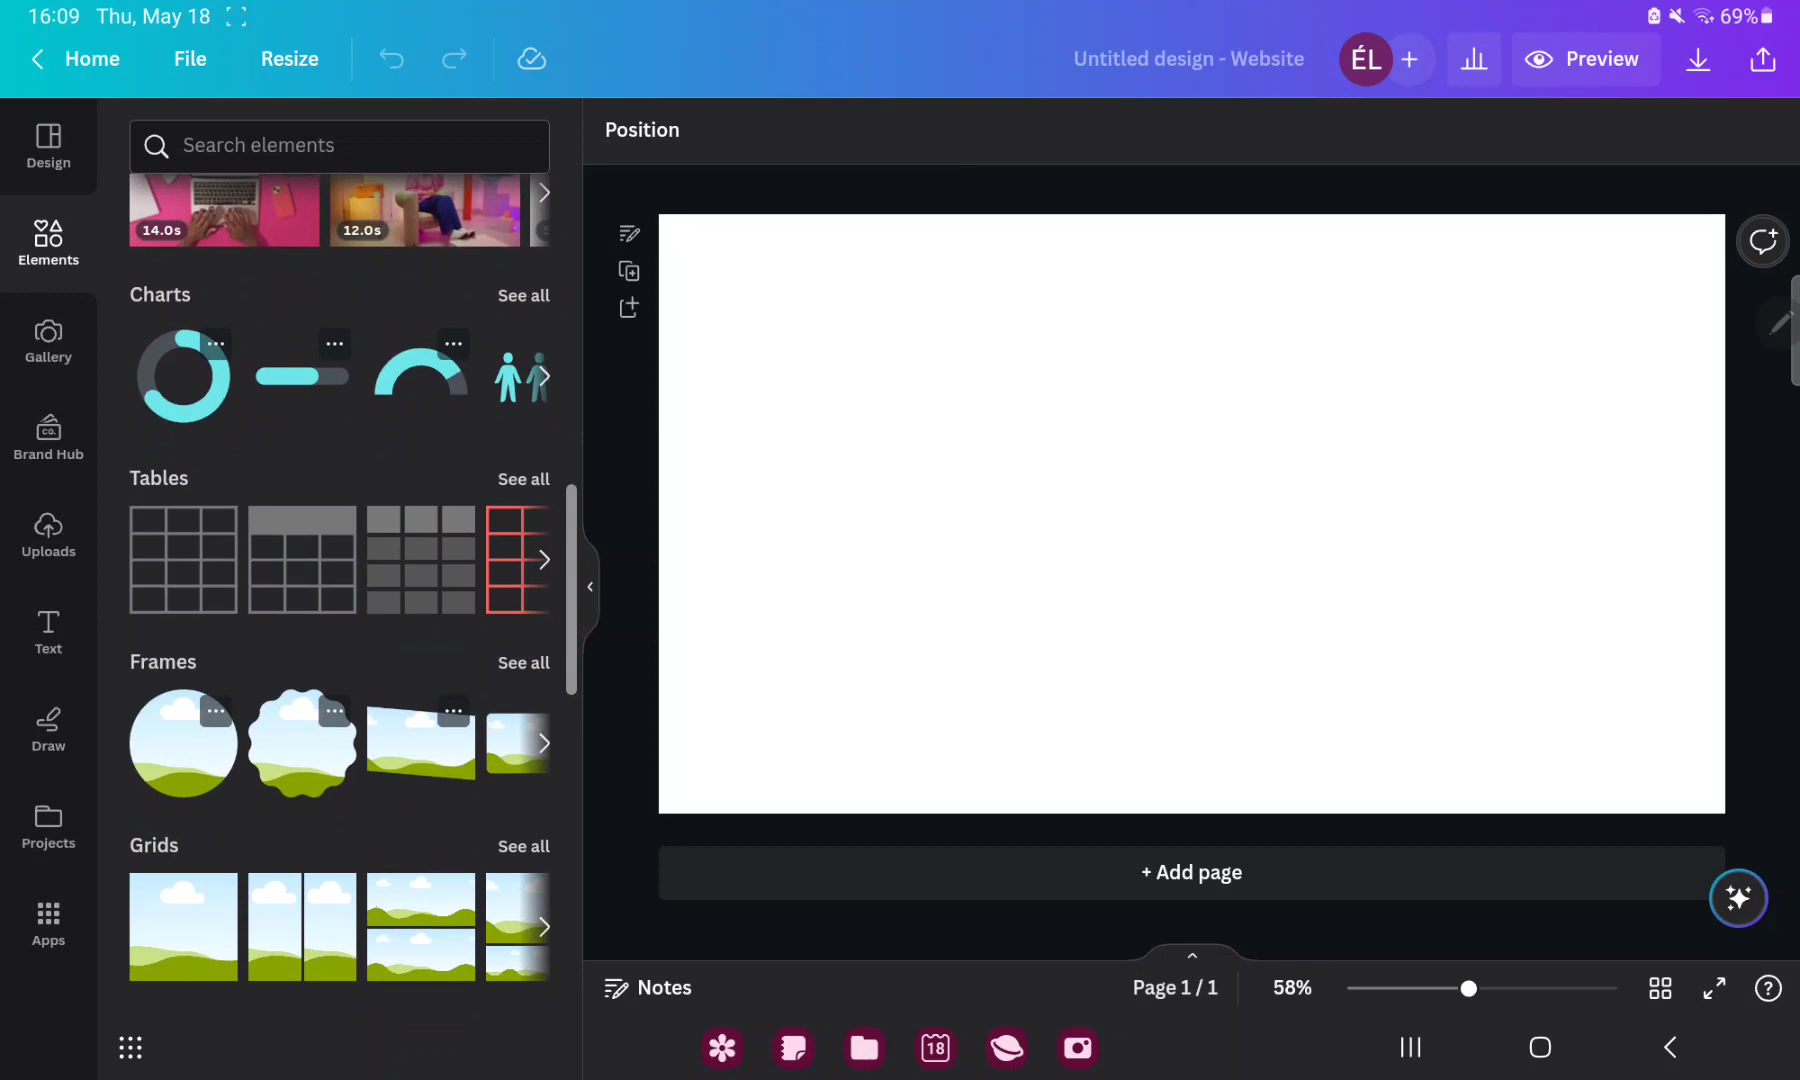 16:09 Thu, May 18 69%
Home File Resize Untitled design - Website ÉL + Preview
Design
Elements
Gallery
CO.
Brand Hub
Uploads
Text
Draw
Projects
Apps
Search elements
14.0s 12.0s
Charts See all
Tables See all
Frames See all
Grids See all
Position
+ Add page
Notes Page 1 / 1 58%
18